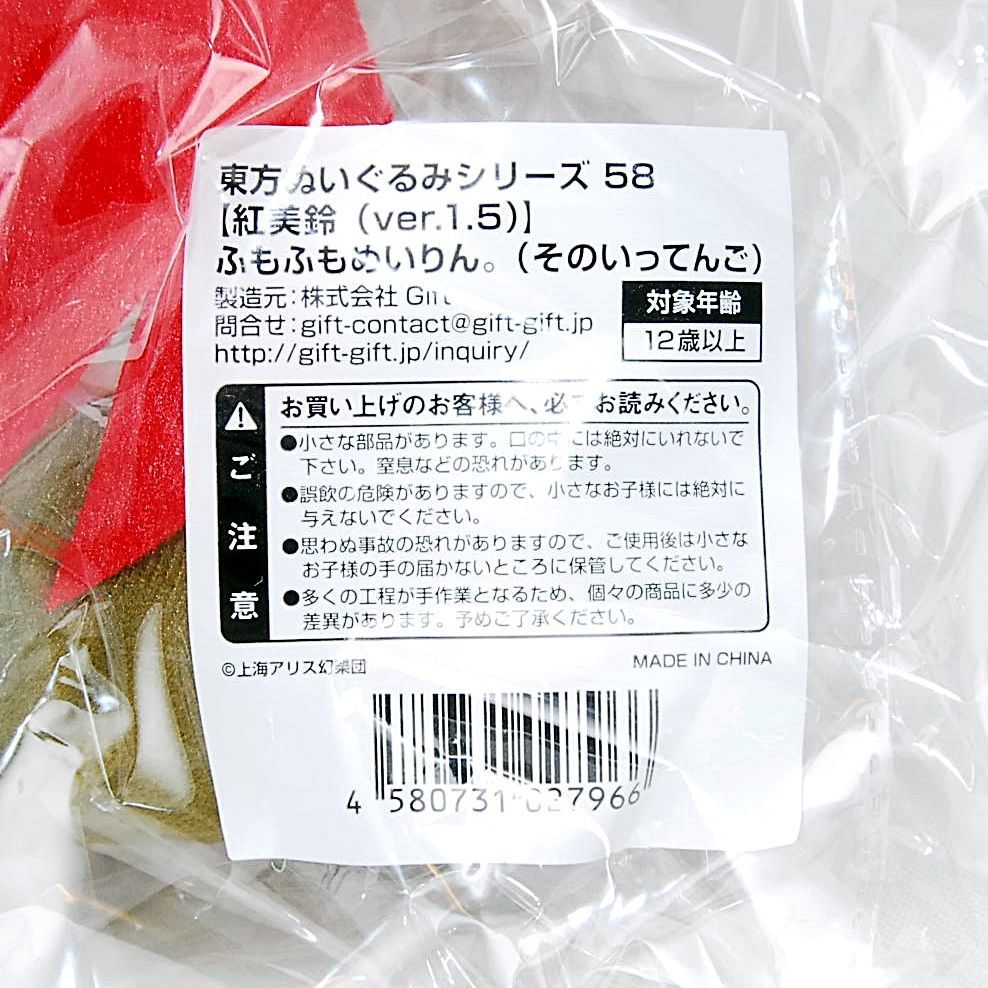 東方ぬいぐるみシリーズ 58
【紅美鈴（ver.1.5）】
ふもふもめいりん。（そのいってんご）
製造元：株式会社 Gift
問合せ：gift-contact@gift-gift.jp
http://gift-gift.jp/inquiry/
対象年齢
12歳以上
ご注意
お買い上げのお客様へ、必ずお読みください。
●小さな部品があります。口の中には絶対にいれないで
下さい。窒息などの恐れがあります。
●誤飲の危険がありますので、小さなお子様には絶対に
与えないでください。
●思わぬ事故の恐れがありますので、ご使用後は小さな
お子様の手の届かないところに保管してください。
●多くの工程が手作業となるため、個々の商品に多少の
差異があります。予めご了承ください。
©上海アリス幻樂団
MADE IN CHINA
4 580731 027966